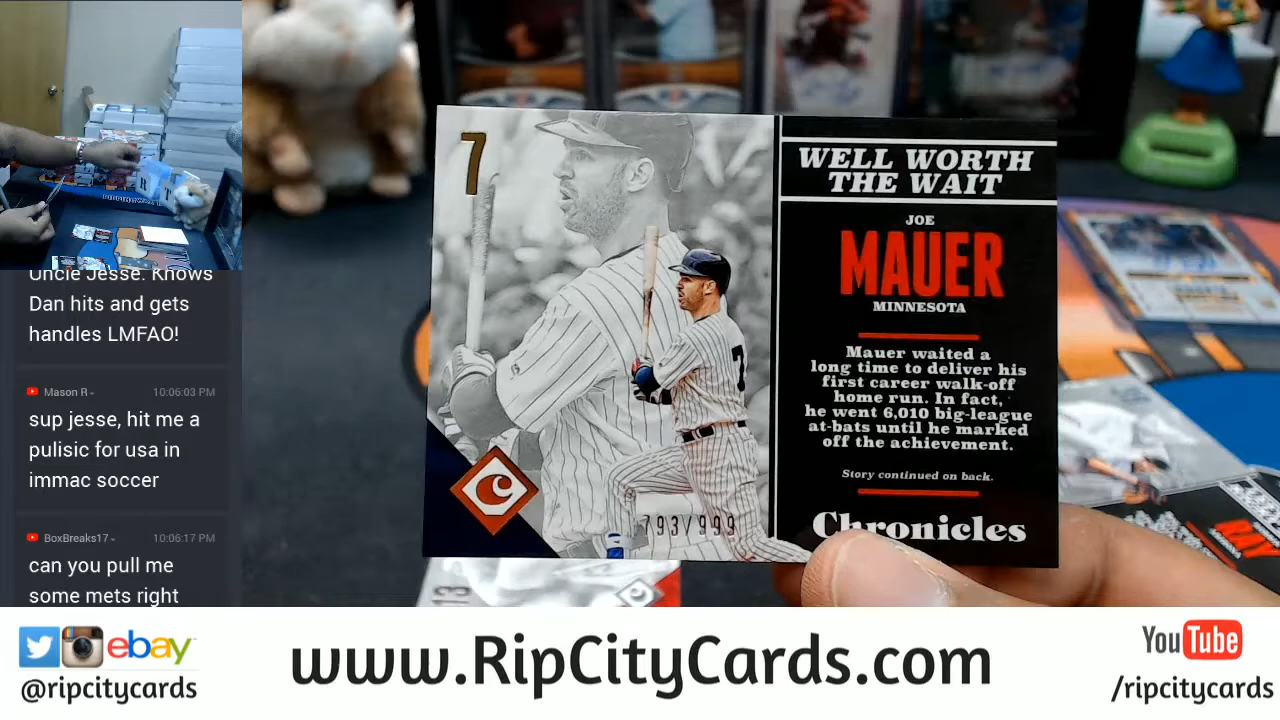 Uncle Jesse. Knows
Dan hits and gets
handles LMFAO!
Mason R
10:06:03 PM
sup jesse, hit me a
pulisic for usa in
immac soccer
BoxBreaks17
10:06:17 PM
can you pull me
some mets right
7
WELL WORTH
THE WAIT
JOE
MAUER
MINNESOTA
Mauer waited a
long time to deliver his
first career walk-off
home run. In fact,
he went 6,010 big-league
at-bats until he marked
off the achievement.
Story continued on back.
Chronicles
C
7
793/999
13
ebay
@ripcitycards
www.RipCityCards.com
YouTube
/ripcitycards